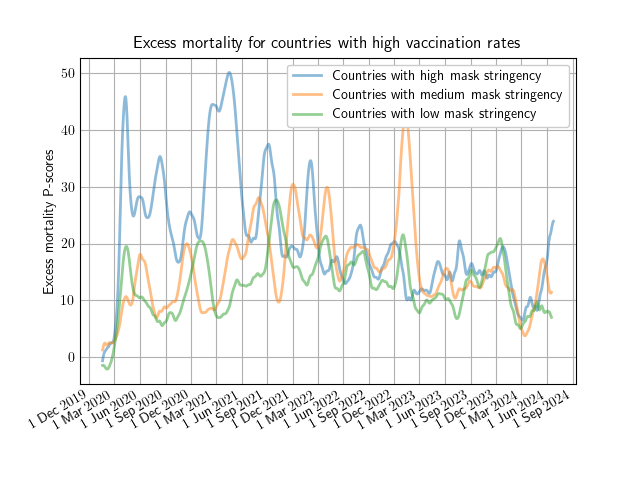 Excess mortality for countries with high vaccination rates
Countries with high mask stringency
Countries with medium mask stringency
Countries with low mask stringency
Excess mortality P-scores
50
40
30
20
10
0
1 Dec 2019
1 Mar 2020
1 Jun 2020
1 Sep 2020
1 Dec 2020
1 Mar 2021
1 Jun 2021
1 Sep 2021
1 Dec 2021
1 Mar 2022
1 Jun 2022
1 Sep 2022
1 Dec 2022
1 Mar 2023
1 Jun 2023
1 Sep 2023
1 Dec 2023
1 Mar 2024
1 Jun 2024
1 Sep 2024